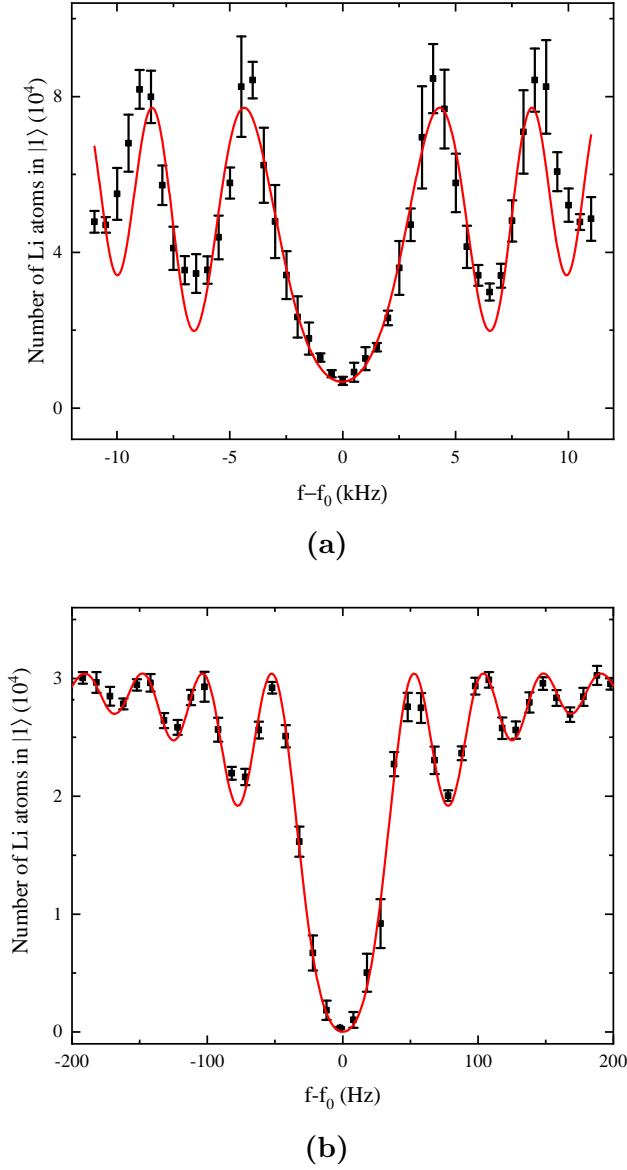 8
4
0
Number of Li atoms in |1⟩ (10⁴)
-10 -5 0 5 10
f−f₀ (kHz)
(a)
3
2
1
0
Number of Li atoms in |1⟩ (10⁴)
-200 -100 0 100 200
f-f₀ (Hz)
(b)